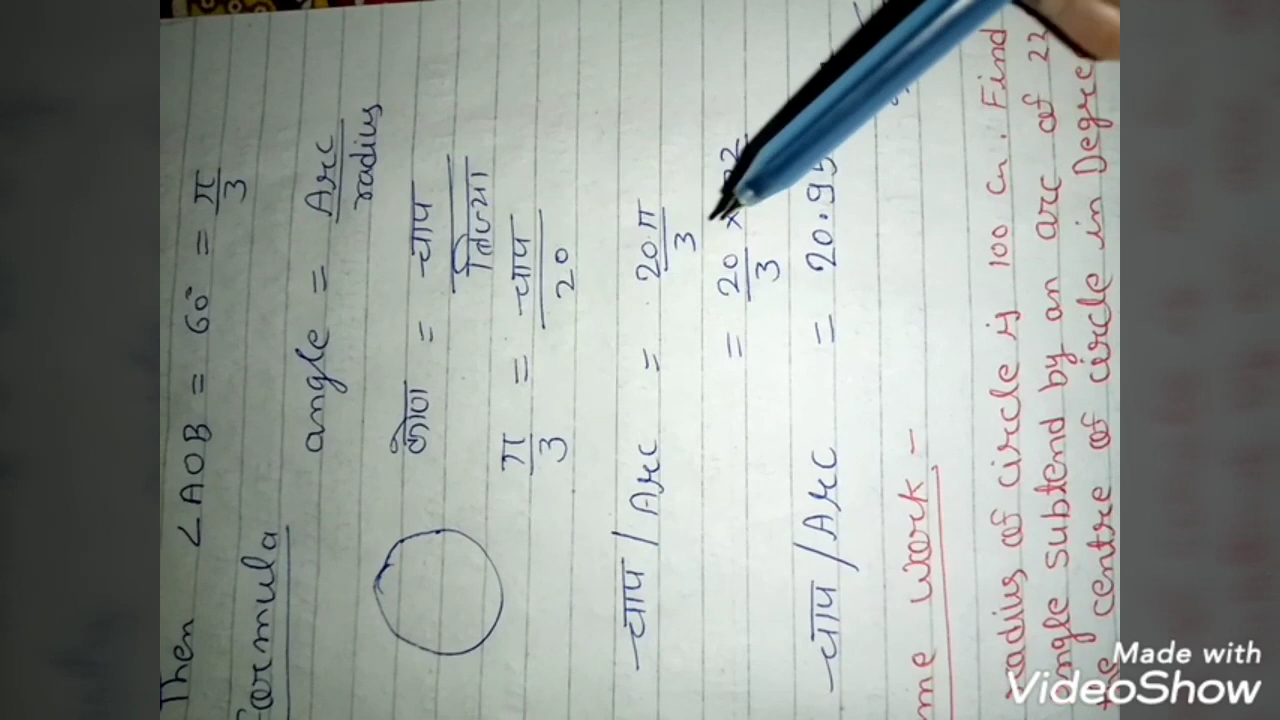 Then ∠AOB = 60° = π/3
Formula
angle = Arc/radius
कोण = चाप/त्रिज्या
π/3 = चाप/20
चाप/Arc = 20π/3
= 20/3 ×
चाप/Arc = 20.95
me work -
radius of circle is 100 cm. Find
angle subtend by an arc of 22
the centre of circle in Degree
Made with
VideoShow